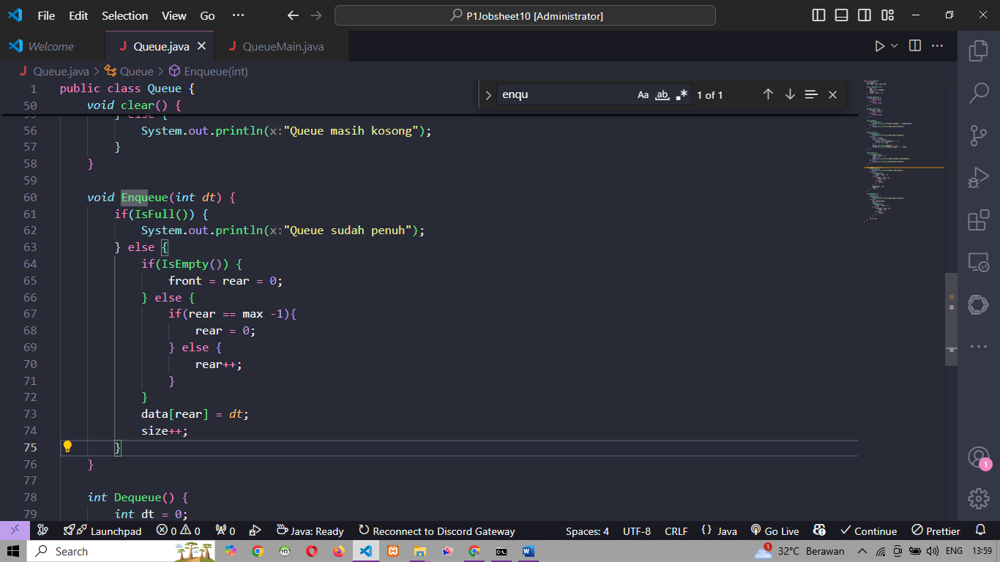 File Edit Selection View Go ··· P1Jobsheet10 [Administrator]
Welcome Queue.java QueueMain.java
Queue.java > Queue > Enqueue(int)
enqu Aa ab .* 1 of 1
1 public class Queue {
50 void clear() {
55 } else {
56 System.out.println(x:"Queue masih kosong");
57 }
58 }
59
60 void Enqueue(int dt) {
61 if(IsFull()) {
62 System.out.println(x:"Queue sudah penuh");
63 } else {
64 if(IsEmpty()) {
65 front = rear = 0;
66 } else {
67 if(rear == max -1){
68 rear = 0;
69 } else {
70 rear++;
71 }
72 }
73 data[rear] = dt;
74 size++;
75 }
76 }
77
78 int Dequeue() {
79 int dt = 0;
1
Launchpad 0 0 0 Java: Ready Reconnect to Discord Gateway Spaces: 4 UTF-8 CRLF {} Java Go Live Continue Prettier
Search 1 32°C Berawan ENG 13:59